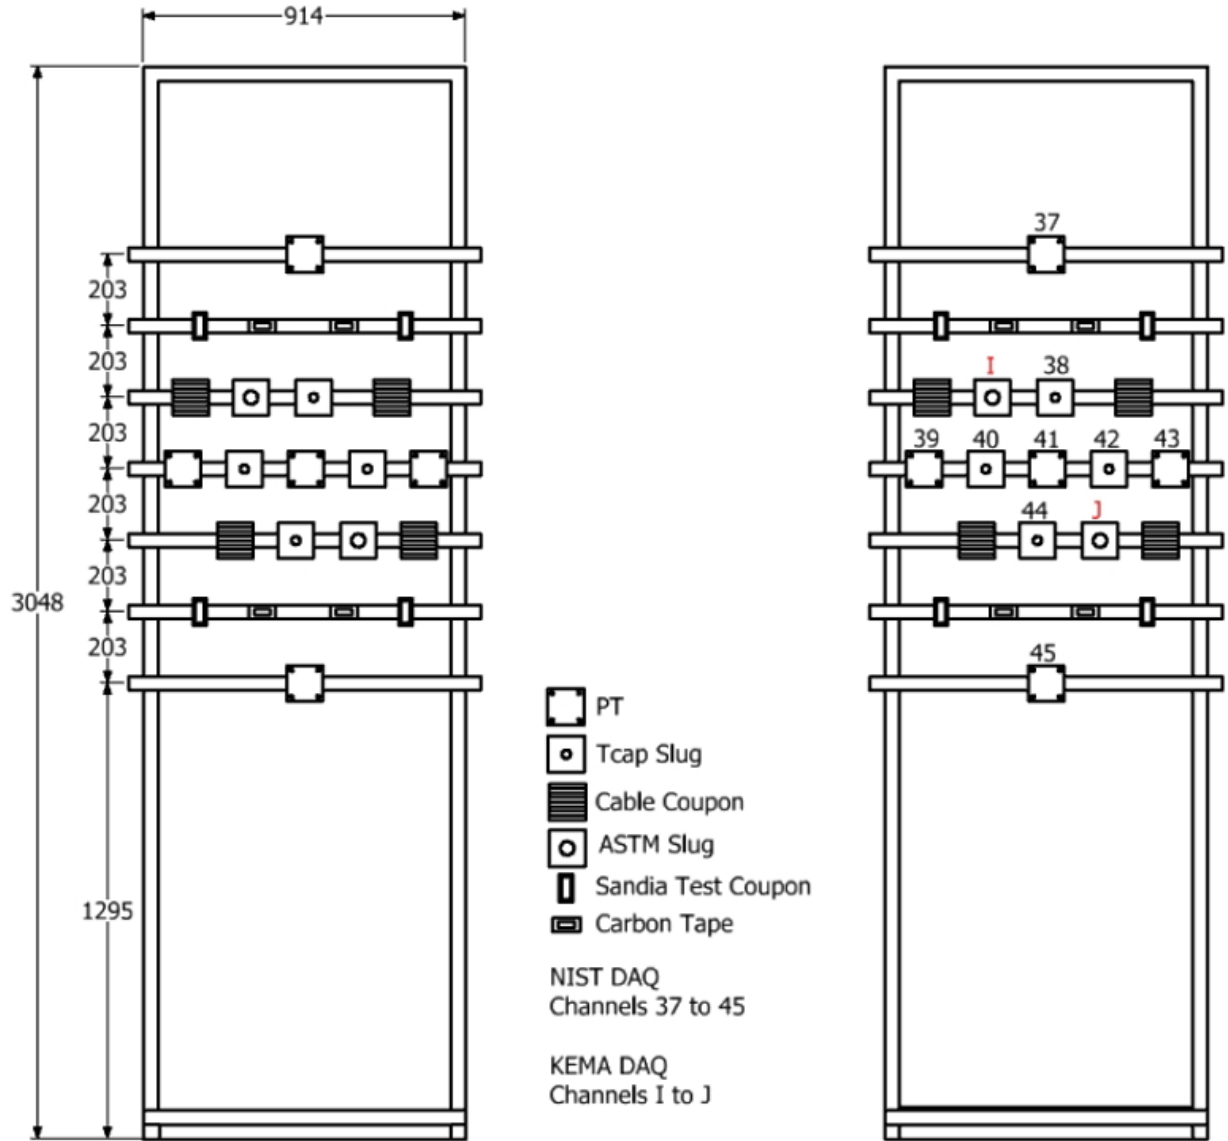 914
37
203
203
I 38
203
39 40 41 42 43
203
44 J
203
3048
203
45
PT
Tcap Slug
Cable Coupon
ASTM Slug
Sandia Test Coupon
1295
Carbon Tape
NIST DAQ
Channels 37 to 45
KEMA DAQ
Channels I to J